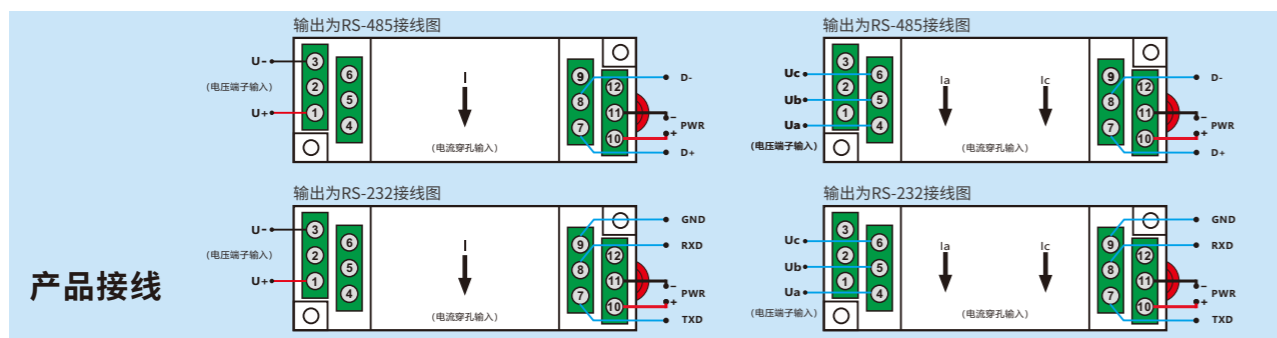 输出为RS-485接线图
U-
(电压端子输入)
U+
3
2
1
6
5
4
I
(电流穿孔输入)
9
8
7
12
11
10
D-
-
PWR
+
D+
输出为RS-485接线图
Uc
Ub
Ua
(电压端子输入)
3
2
1
6
5
4
Ia
Ic
(电流穿孔输入)
9
8
7
12
11
10
D-
-
PWR
+
D+
产品接线
输出为RS-232接线图
U-
(电压端子输入)
U+
3
2
1
6
5
4
I
(电流穿孔输入)
9
8
7
12
11
10
GND
RXD
-
PWR
+
TXD
输出为RS-232接线图
Uc
Ub
Ua
(电压端子输入)
3
2
1
6
5
4
Ia
Ic
(电流穿孔输入)
9
8
7
12
11
10
GND
RXD
-
PWR
+
TXD